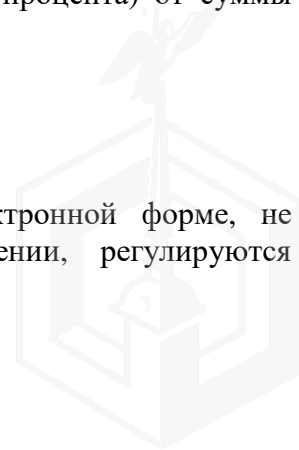 процента) от суммы
ктронной форме, не
ении, регулируются